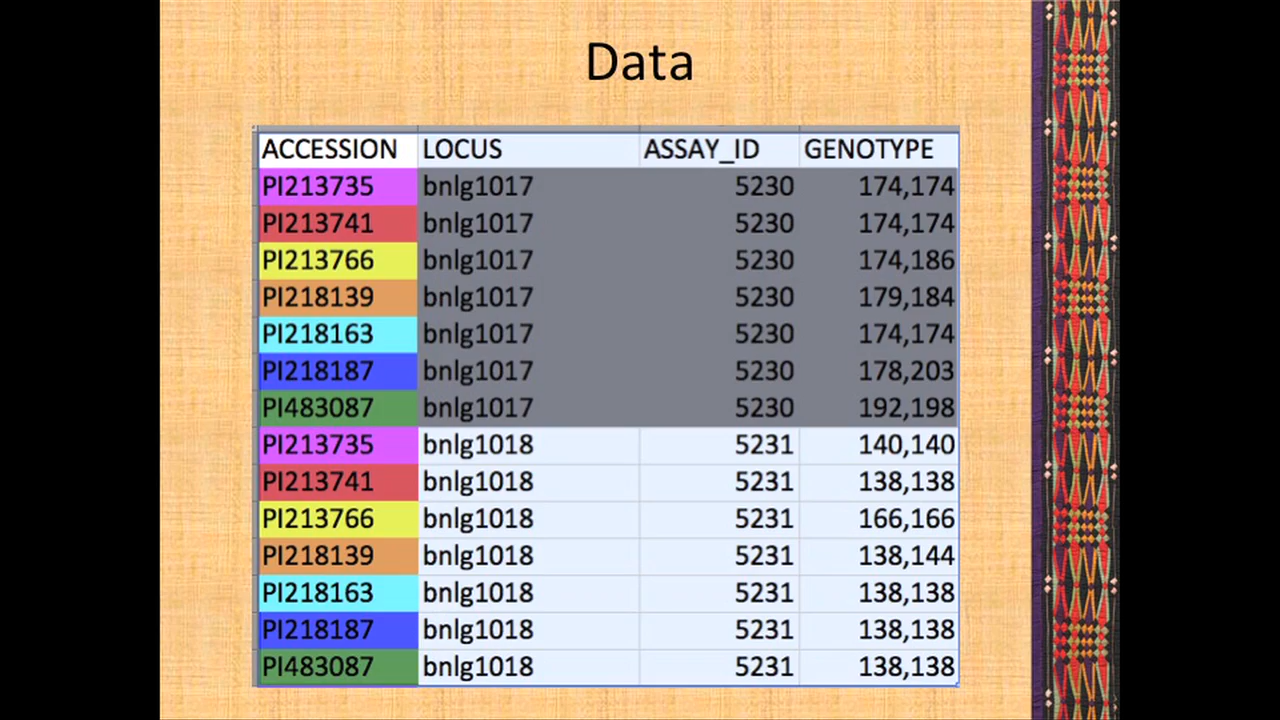 Data
ACCESSION LOCUS ASSAY_ID GENOTYPE
PI213735 bnlg1017 5230 174,174
PI213741 bnlg1017 5230 174,174
PI213766 bnlg1017 5230 174,186
PI218139 bnlg1017 5230 179,184
PI218163 bnlg1017 5230 174,174
PI218187 bnlg1017 5230 178,203
PI483087 bnlg1017 5230 192,198
PI213735 bnlg1018 5231 140,140
PI213741 bnlg1018 5231 138,138
PI213766 bnlg1018 5231 166,166
PI218139 bnlg1018 5231 138,144
PI218163 bnlg1018 5231 138,138
PI218187 bnlg1018 5231 138,138
PI483087 bnlg1018 5231 138,138